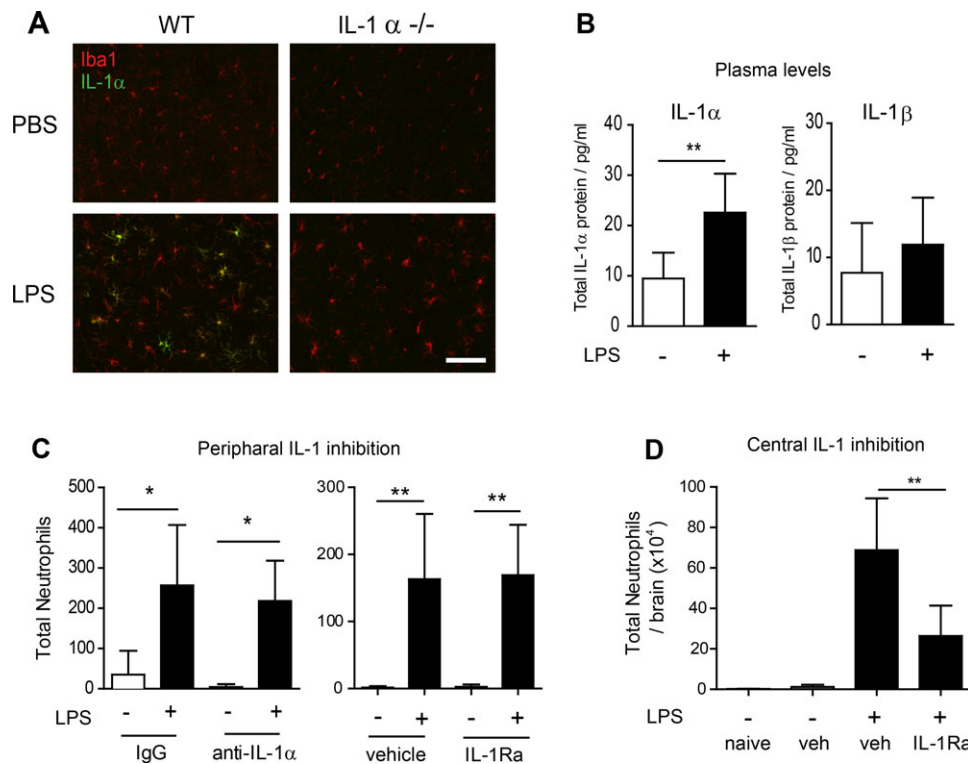 A
WT
IL-1 α -/-
Iba1
IL-1α
PBS
LPS
B
Plasma levels
IL-1α
Total IL-1α protein / pg/ml
40
30
20
10
0
**
LPS
-
+
IL-1β
Total IL-1β protein / pg/ml
30
20
10
0
-
+
C
Peripharal IL-1 inhibition
Total Neutrophils
500
400
300
200
100
0
*
*
LPS
-
+
-
+
IgG
anti-IL-1α
300
200
100
0
**
**
-
+
-
+
vehicle
IL-1Ra
D
Central IL-1 inhibition
Total Neutrophils
/ brain (x10⁴)
100
80
60
40
20
0
**
LPS
-
-
+
+
naive
veh
veh
IL-1Ra